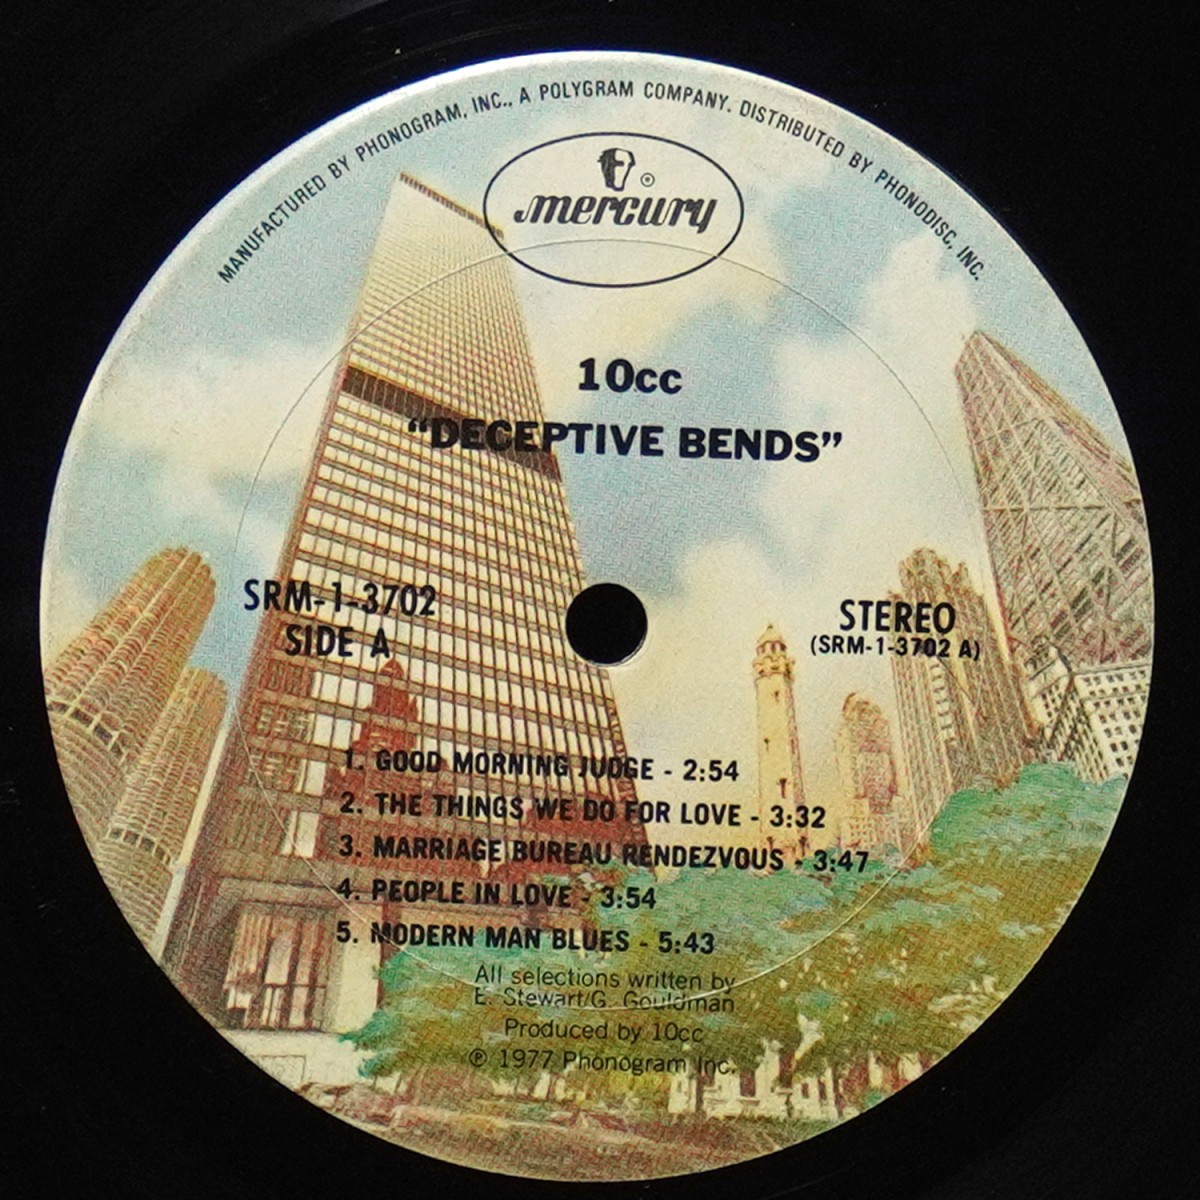 MANUFACTURED BY PHONOGRAM, INC., A POLYGRAM COMPANY. DISTRIBUTED BY PHONODISC, INC.
mercury
®
10cc
“DECEPTIVE BENDS”
SRM-1-3702
SIDE A
STEREO
(SRM-1-3702 A)
1. GOOD MORNING JUDGE - 2:54
2. THE THINGS WE DO FOR LOVE - 3:32
3. MARRIAGE BUREAU RENDEZVOUS - 3:47
4. PEOPLE IN LOVE - 3:54
5. MODERN MAN BLUES - 5:43
All selections written by
E. Stewart/G. Gouldman
Produced by 10cc
℗ 1977 Phonogram Inc.